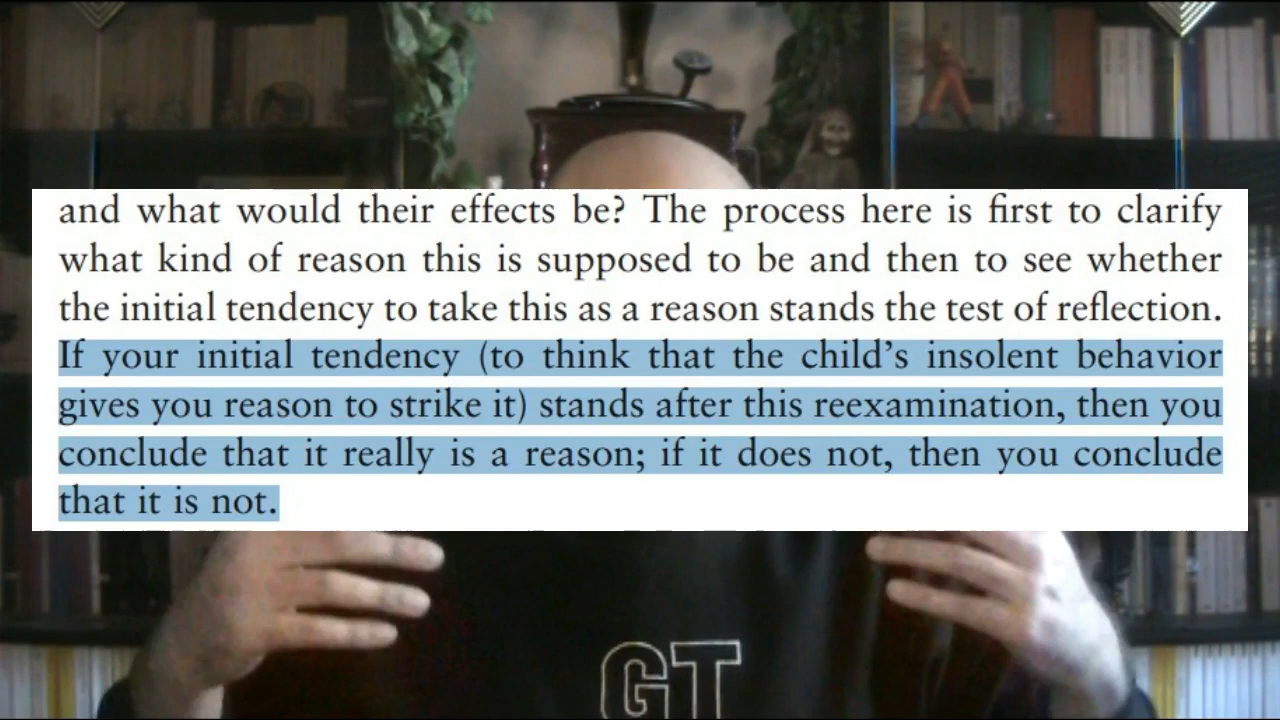 and what would their effects be? The process here is first to clarify
what kind of reason this is supposed to be and then to see whether
the initial tendency to take this as a reason stands the test of reflection.
If your initial tendency (to think that the child’s insolent behavior
gives you reason to strike it) stands after this reexamination, then you
conclude that it really is a reason; if it does not, then you conclude
that it is not.
GT